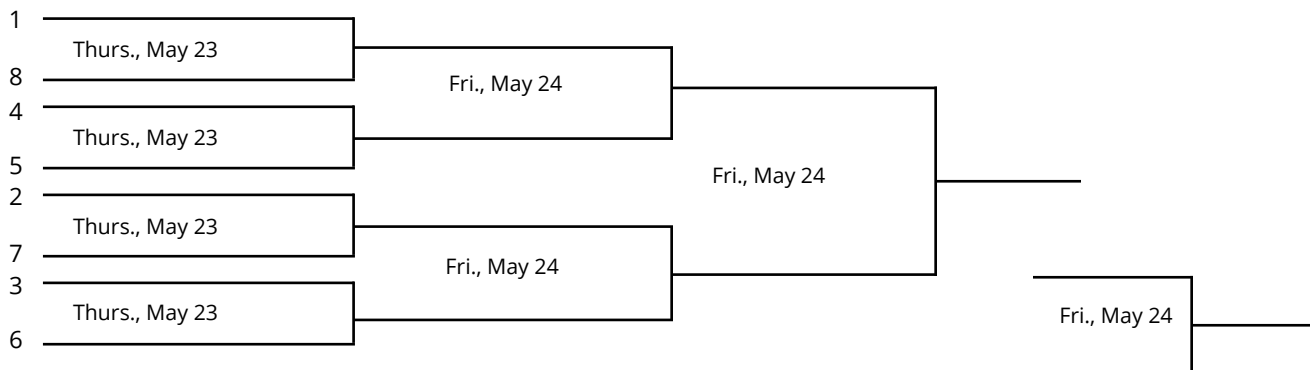 1
Thurs., May 23
8
Fri., May 24
4
Thurs., May 23
5
Fri., May 24
2
Thurs., May 23
7
Fri., May 24
3
Thurs., May 23
Fri., May 24
6